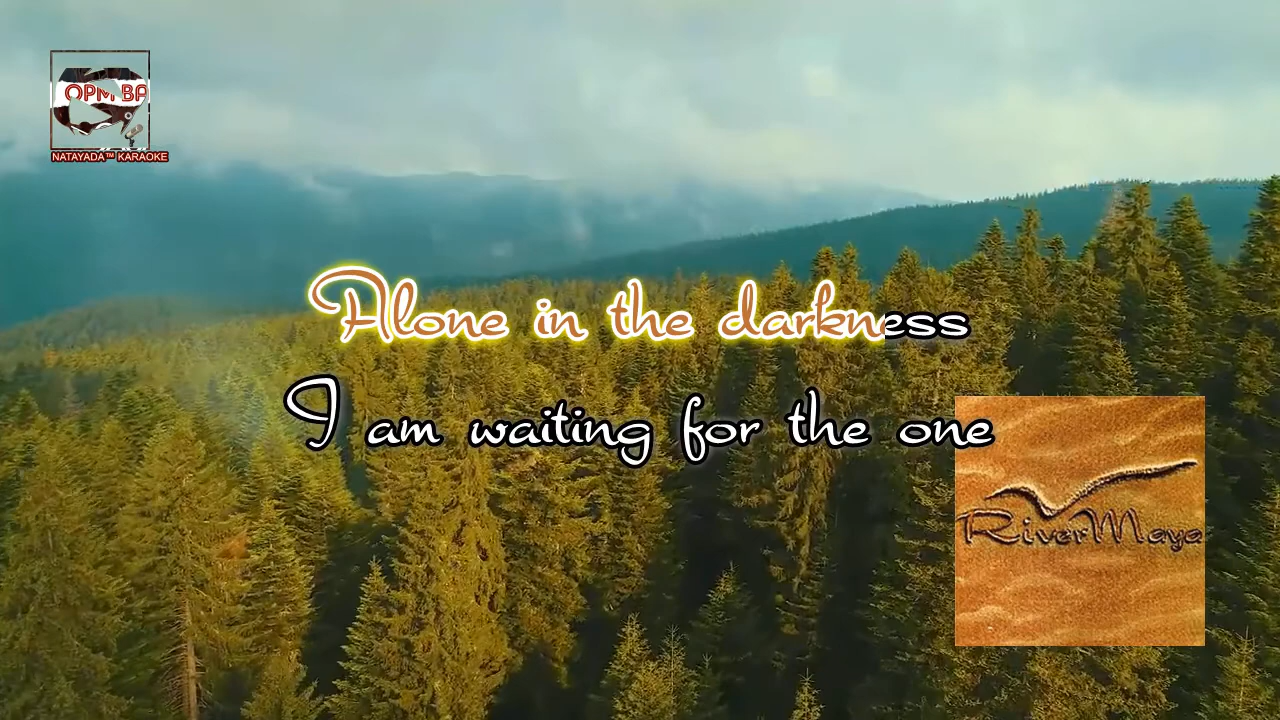 OPM BA
NATAYADA™ KARAOKE
Alone in the darkness
I am waiting for the one
RiverMaya